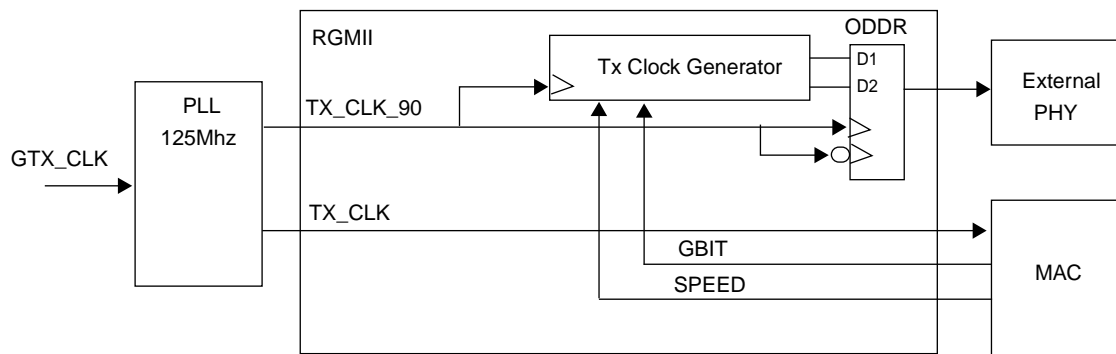 ODDR
RGMII
D1
Tx Clock Generator
D2
External
PHY
PLL
125Mhz
TX_CLK_90
GTX_CLK
TX_CLK
GBIT
MAC
SPEED